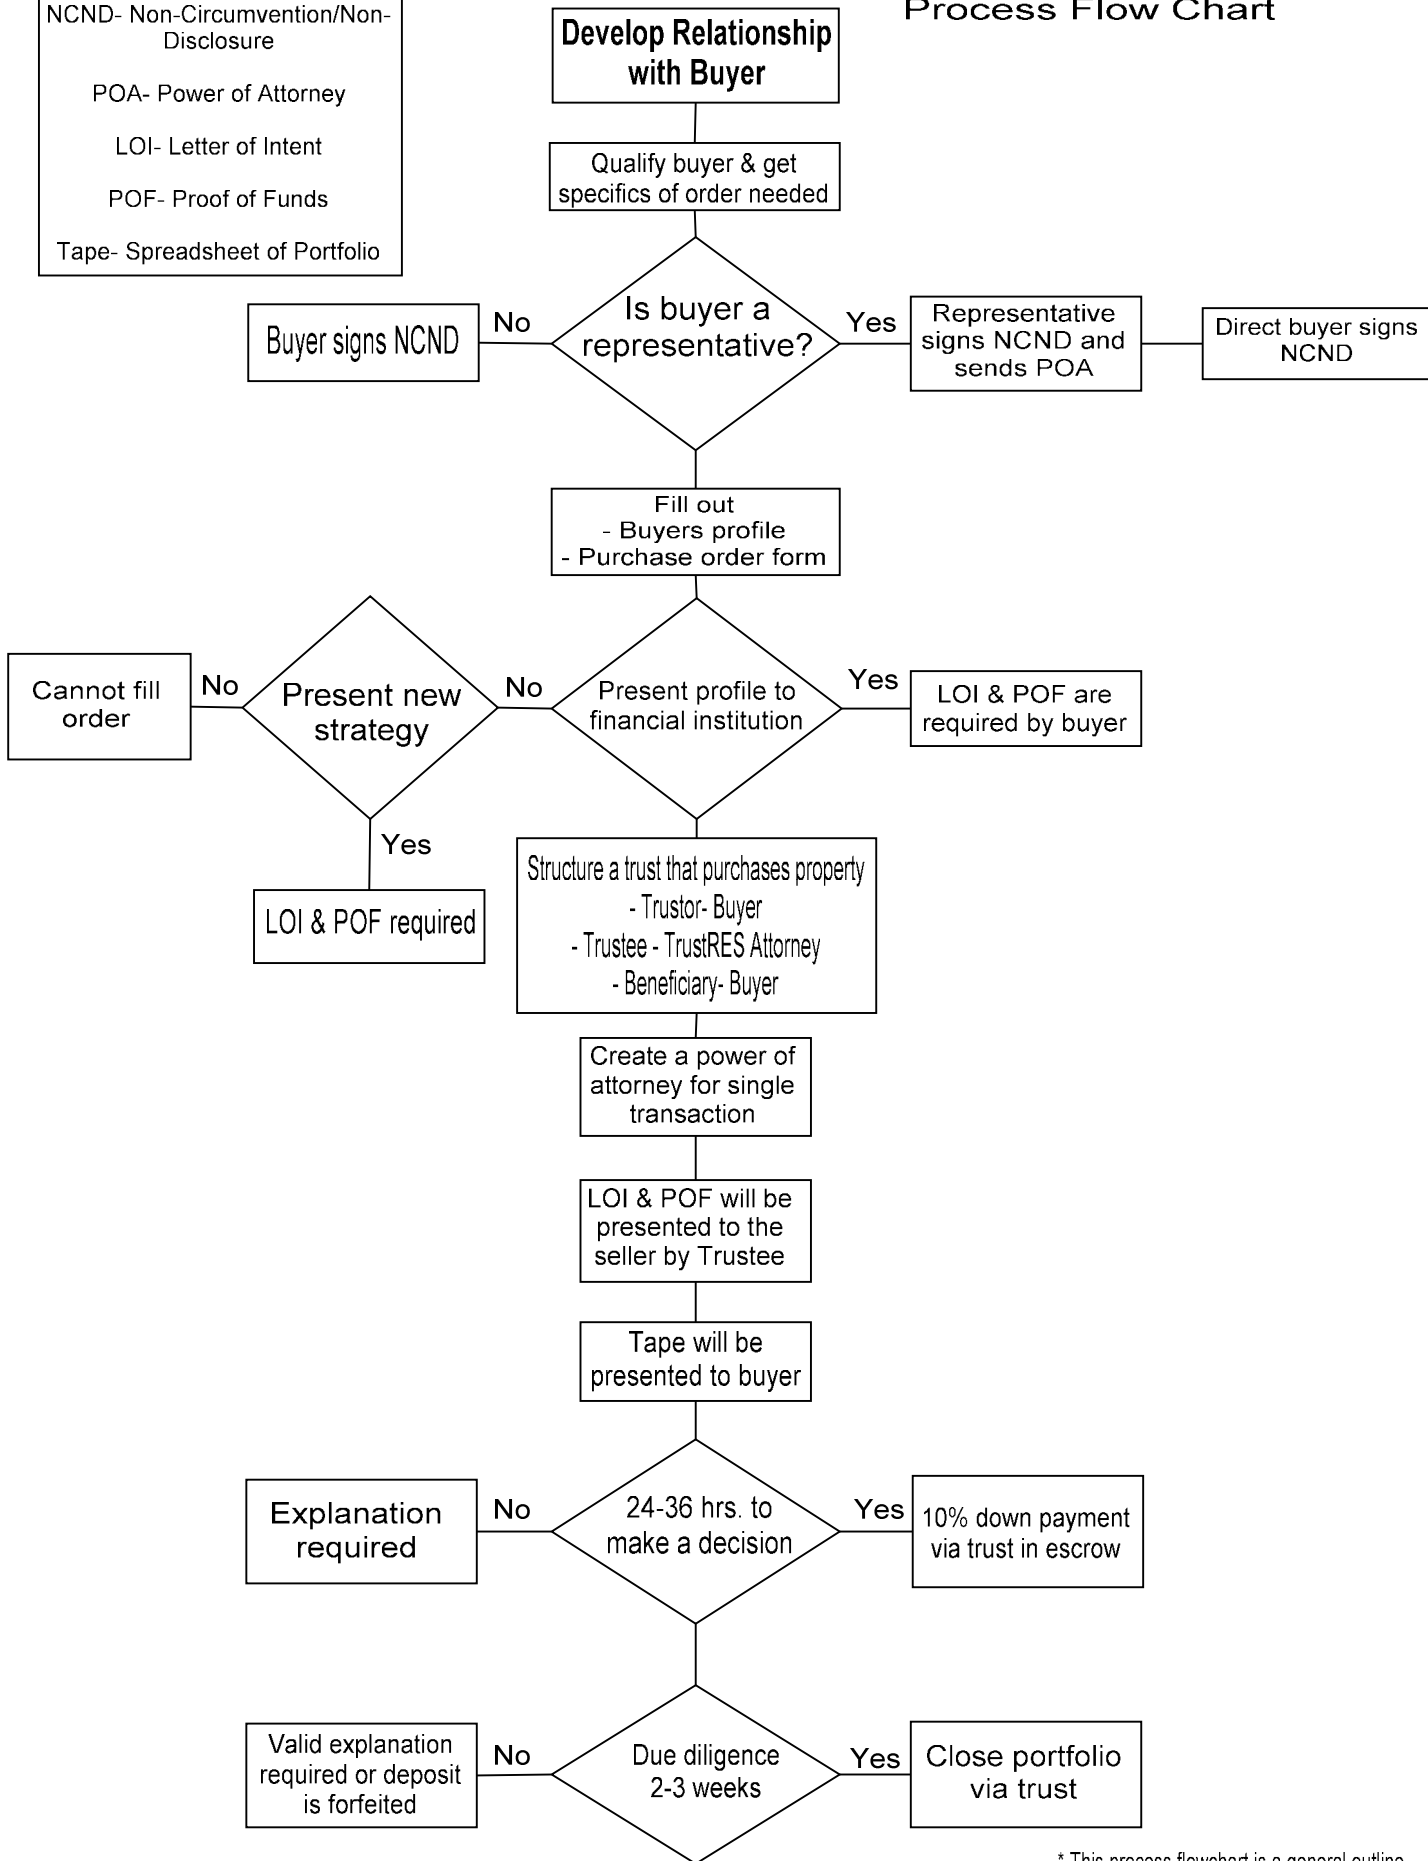 Process Flow Chart
NCND- Non-Circumvention/Non-
Disclosure
POA- Power of Attorney
LOI- Letter of Intent
POF- Proof of Funds
Tape- Spreadsheet of Portfolio
Develop Relationship
with Buyer
Qualify buyer & get
specifics of order needed
Is buyer a
representative?
No
Buyer signs NCND
Yes
Representative
signs NCND and
sends POA
Direct buyer signs
NCND
Fill out
- Buyers profile
- Purchase order form
Present profile to
financial institution
No
Present new
strategy
No
Cannot fill
order
Yes
LOI & POF required
Yes
LOI & POF are
required by buyer
Structure a trust that purchases property
- Trustor- Buyer
- Trustee - TrustRES Attorney
- Beneficiary- Buyer
Create a power of
attorney for single
transaction
LOI & POF will be
presented to the
seller by Trustee
Tape will be
presented to buyer
24-36 hrs. to
make a decision
No
Explanation
required
Yes
10% down payment
via trust in escrow
Due diligence
2-3 weeks
No
Valid explanation
required or deposit
is forfeited
Yes
Close portfolio
via trust
* This process flowchart is a general outline